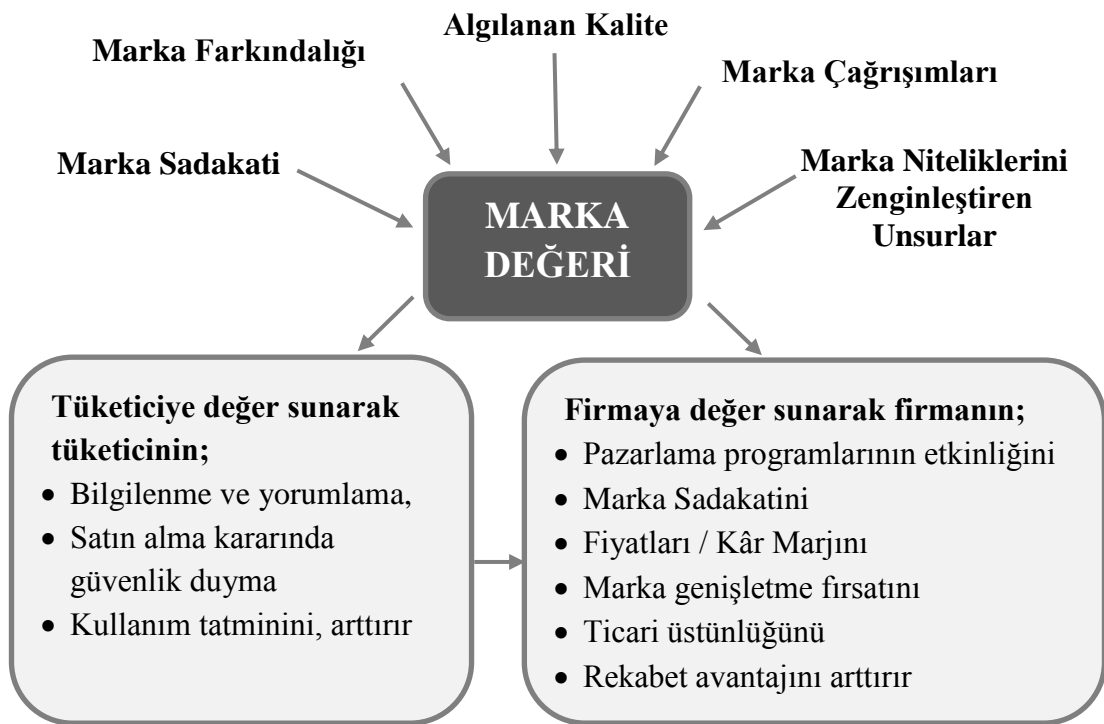 Algılanan Kalite
Marka Farkındalığı
Marka Çağrışımları
Marka Sadakati
Marka Niteliklerini
Zenginleştiren
Unsurlar
MARKA
DEĞERİ
Tüketiciye değer sunarak
tüketicinin;
• Bilgilenme ve yorumlama,
• Satın alma kararında
güvenlik duyma
• Kullanım tatminini, arttırır
Firmaya değer sunarak firmanın;
• Pazarlama programlarının etkinliğini
• Marka Sadakatini
• Fiyatları / Kâr Marjını
• Marka genişletme fırsatını
• Ticari üstünlüğünü
• Rekabet avantajını arttırır